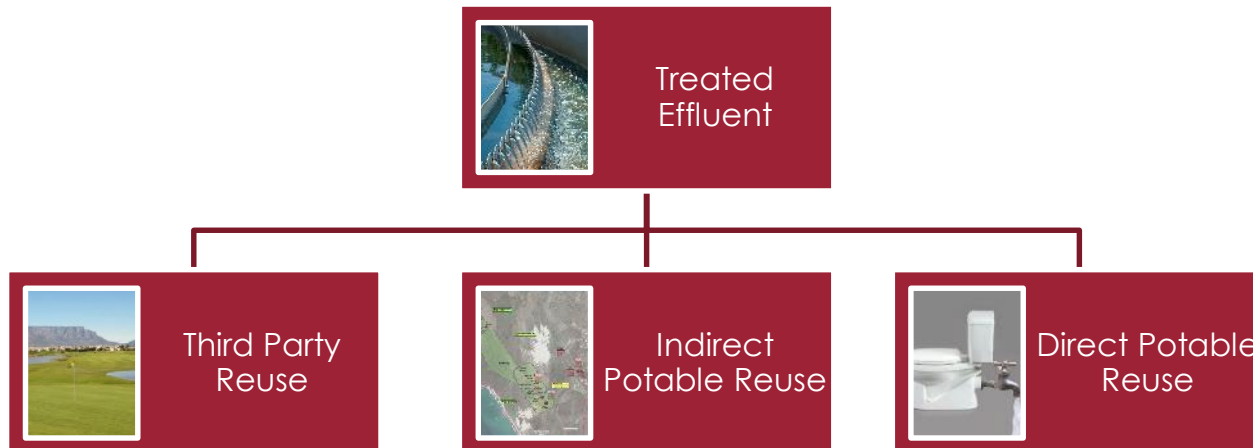 Treated
Effluent
Third Party
Reuse
Indirect
Potable Reuse
Direct Potable
Reuse